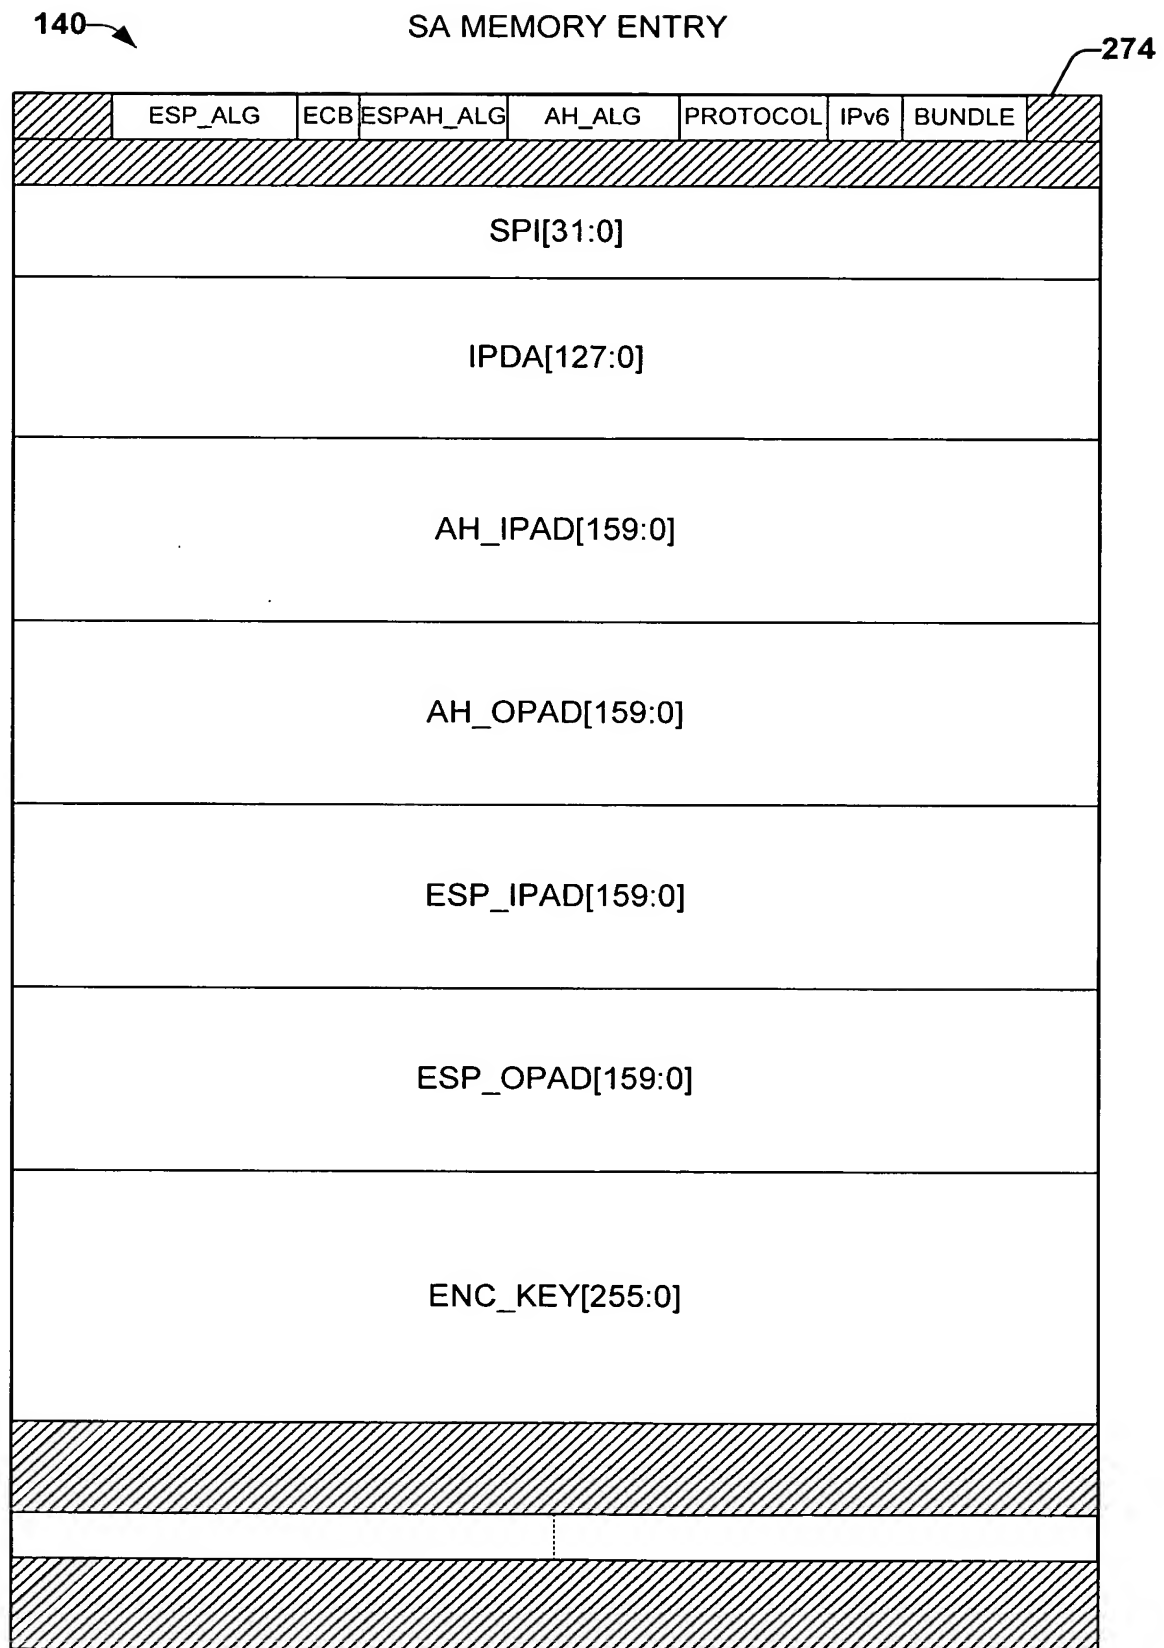 140
SA MEMORY ENTRY
274
ESP_ALG ECB ESPAH_ALG AH_ALG PROTOCOL IPv6 BUNDLE
SPI[31:0]
IPDA[127:0]
AH_IPAD[159:0]
AH_OPAD[159:0]
ESP_IPAD[159:0]
ESP_OPAD[159:0]
ENC_KEY[255:0]